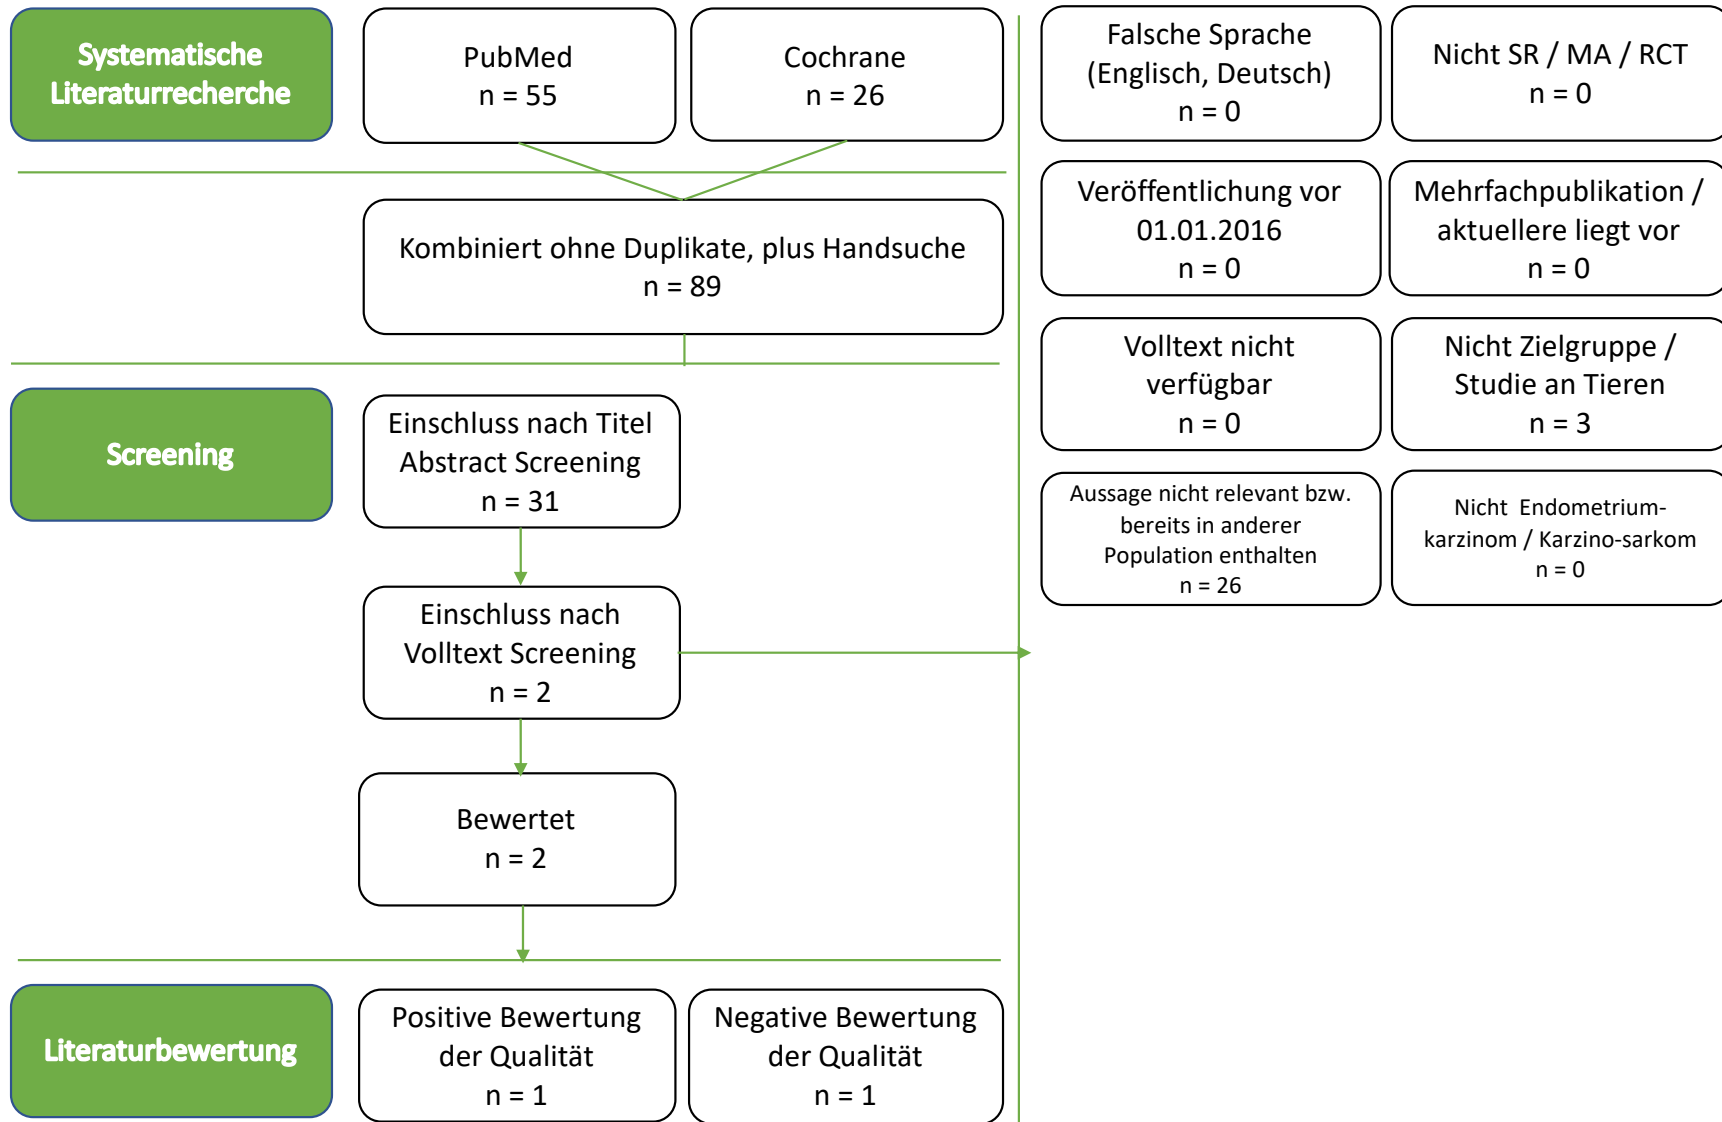 Systematische
Literaturrecherche
PubMed
n = 55
Cochrane
n = 26
Kombiniert ohne Duplikate, plus Handsuche
n = 89
Screening
Einschluss nach Titel
Abstract Screening
n = 31
Einschluss nach
Volltext Screening
n = 2
Bewertet
n = 2
Literaturbewertung
Positive Bewertung
der Qualität
n = 1
Negative Bewertung
der Qualität
n = 1
Falsche Sprache
(Englisch, Deutsch)
n = 0
Nicht SR / MA / RCT
n = 0
Veröffentlichung vor
01.01.2016
n = 0
Mehrfachpublikation /
aktuellere liegt vor
n = 0
Volltext nicht
verfügbar
n = 0
Nicht Zielgruppe /
Studie an Tieren
n = 3
Aussage nicht relevant bzw.
bereits in anderer
Population enthalten
n = 26
Nicht Endometrium-
karzinom / Karzino-sarkom
n = 0